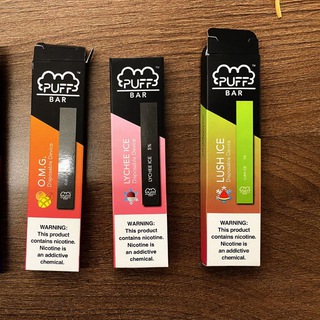 PUFF
BAR
O.M.G.
Disposable Device
WARNING:
This product
contains nicotine.
Nicotine is
an addictive
chemical.
PUFF
BAR
LYCHEE ICE
Disposable Device
LYCHEE ICE 5%
WARNING:
This product
contains nicotine.
Nicotine is
an addictive
chemical.
PUFF
BAR
LUSH ICE
Disposable Device
WARNING:
This product
contains nicotine.
Nicotine is
an addictive
chemical.